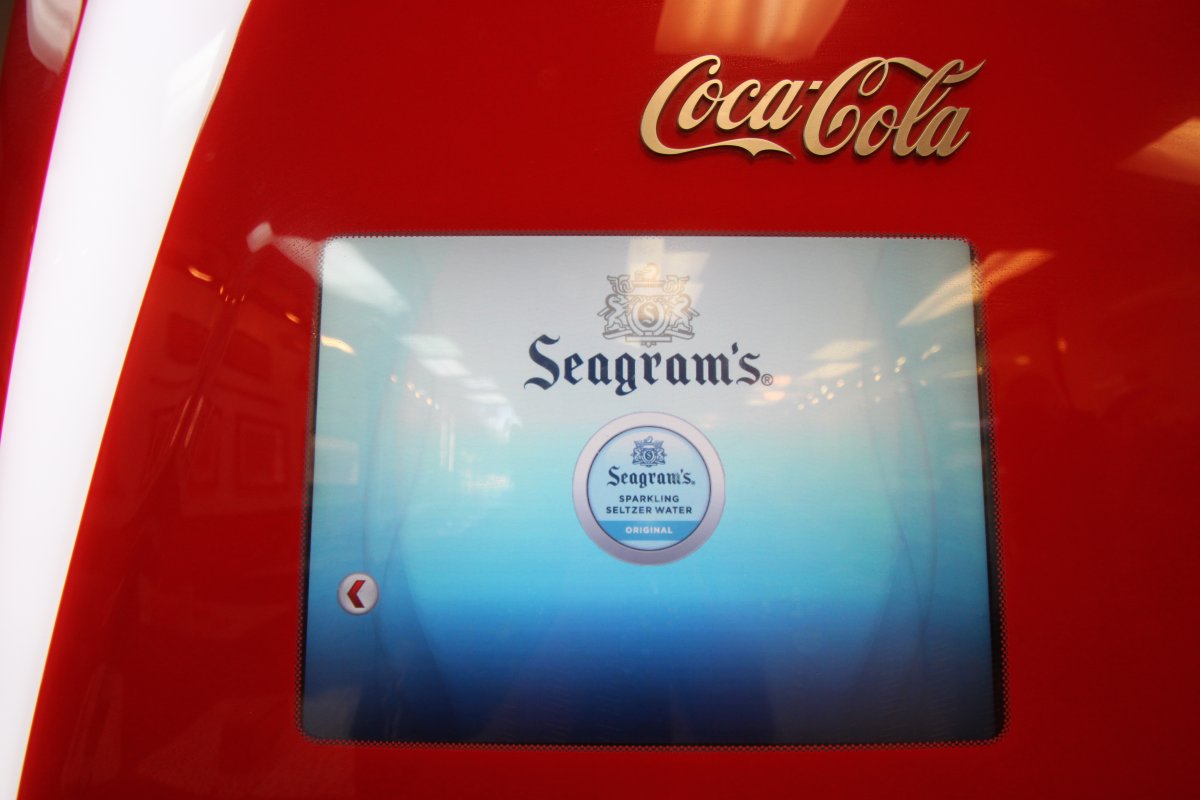 Coca-Cola
S
Seagram's®
S
Seagram's®
SPARKLING
SELTZER WATER
ORIGINAL